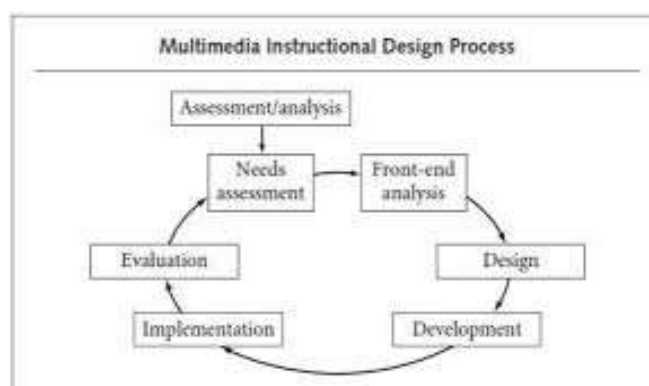 Multimedia Instructional Design Process
Assessment/analysis
Needs
assessment
Front-end
analysis
Evaluation
Design
Implementation
Development